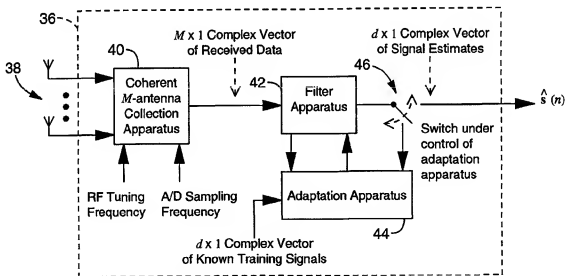 36
M x 1 Complex Vector
of Received Data
d x 1 Complex Vector
of Signal Estimates
40
38
Coherent
M-antenna
Collection
Apparatus
42
Filter
Apparatus
46
ŝ (n)
Switch under
control of
adaptation
apparatus
RF Tuning
Frequency
A/D Sampling
Frequency
Adaptation Apparatus
44
d x 1 Complex Vector
of Known Training Signals